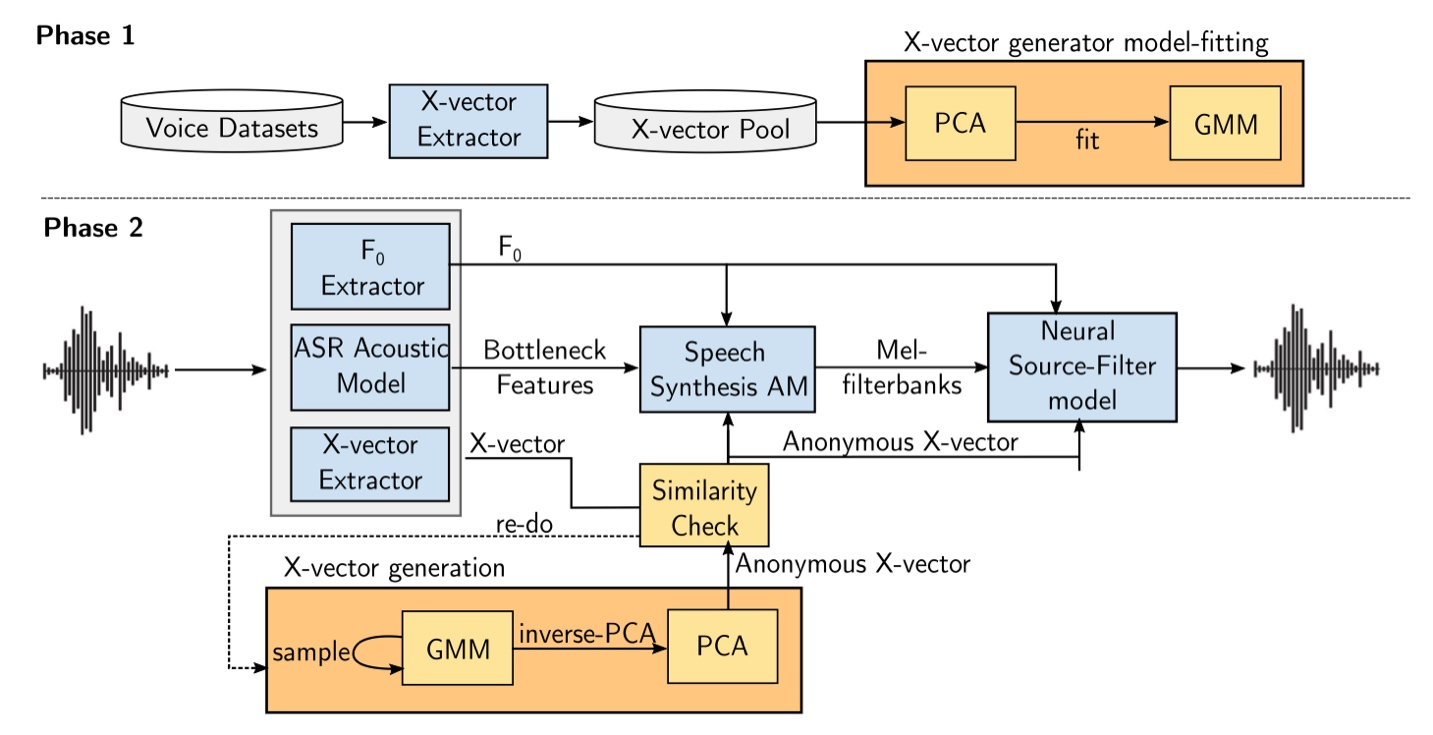 Phase 1
X-vector generator model-fitting
Voice Datasets
X-vector
Extractor
X-vector Pool
PCA
fit
GMM
Phase 2
F₀
Extractor
F₀
ASR Acoustic
Model
Bottleneck
Features
Speech
Synthesis AM
Mel-
filterbanks
Neural
Source-Filter
model
X-vector
Extractor
X-vector
Anonymous X-vector
Similarity
Check
re-do
Anonymous X-vector
X-vector generation
sample
GMM
inverse-PCA
PCA